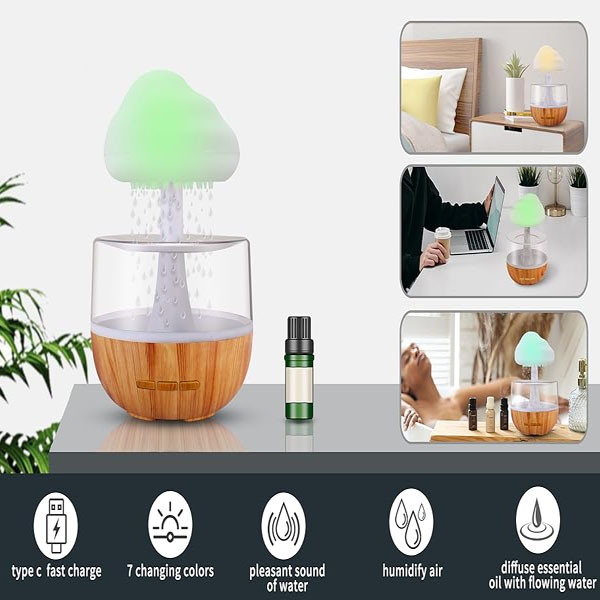 type c fast charge
7 changing colors
pleasant sound
of water
humidify air
diffuse essential
oil with flowing water